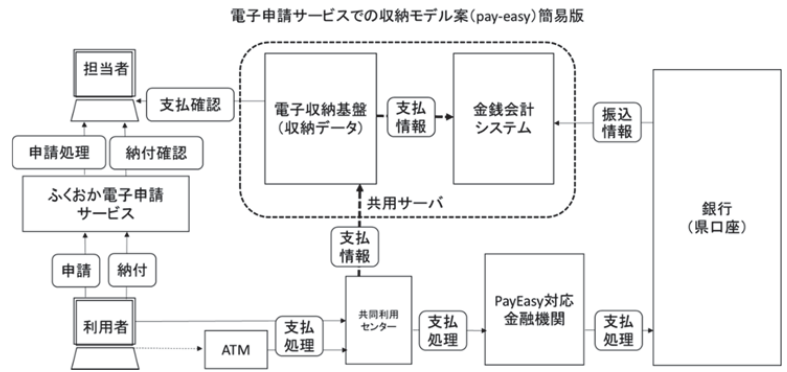 電子申請サービスでの収納モデル案(pay-easy)簡易版
担当者
支払確認
電子収納基盤
(収納データ)
支払
情報
金銭会計
システム
振込
情報
申請処理
納付確認
ふくおか電子申請
サービス
共用サーバ
銀行
(県口座)
支払
情報
申請
納付
利用者
ATM
支払
処理
共同利用
センター
支払
処理
PayEasy対応
金融機関
支払
処理